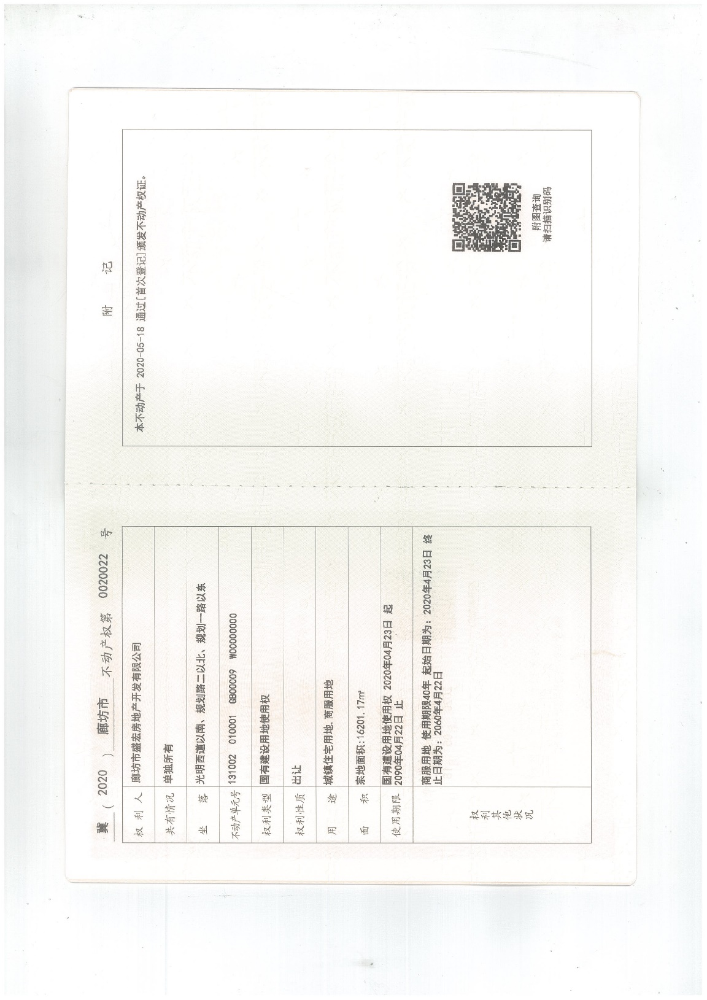 冀（ 2020 ） 廊坊市 不动产权第 0020022 号
权利人 廊坊市盛宏房地产开发有限公司
共有情况 单独所有
坐落 光明西道以南、规划路二以北、规划一路以东
不动产单元号 131002 010001 GB00009 W00000000
权利类型 国有建设用地使用权
权利性质 出让
用途 城镇住宅用地,商服用地
面积 宗地面积:16201.17㎡
使用期限 国有建设用地使用权 2020年04月23日 起
2090年04月22日 止
权利其他状况
商服用地 使用期限40年 起始日期为：2020年4月23日 终
止日期为：2060年4月22日
附 记
本不动产于 2020-05-18 通过[首次登记]颁发不动产权证。
附图查询
请扫描识别码